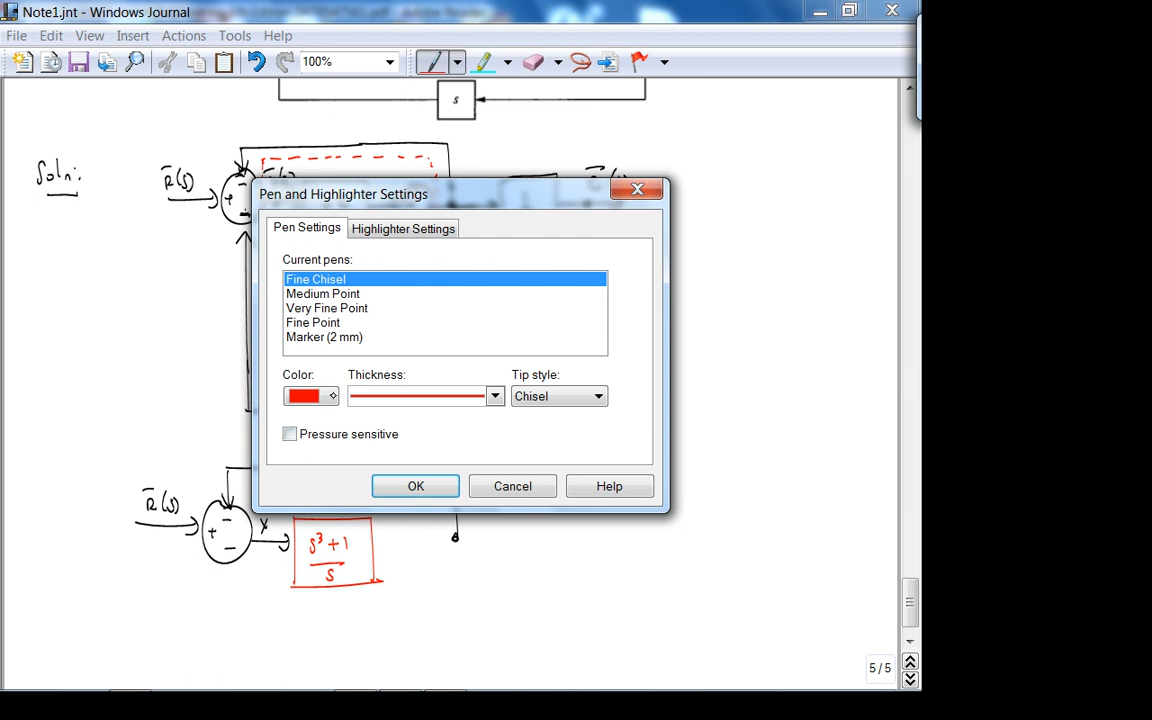 Note1.jnt - Windows Journal
File Edit View Insert Actions Tools Help
100%
s
Soln:
R̄(s)
+
-
-
Pen and Highlighter Settings
Pen Settings
Highlighter Settings
Current pens:
Fine Chisel
Medium Point
Very Fine Point
Fine Point
Marker (2 mm)
Color:
Thickness:
Tip style:
Chisel
Pressure sensitive
OK
Cancel
Help
R̄(s)
+
-
-
x
s³+1
s
5 / 5